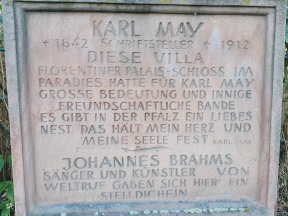 KARL MAY
+ 1842 SCHRIFTSTELLER + 1912
DIESE VILLA
FLORENTINER PALAIS-SCHLOSS IM
PARADIES HATTE FÜR KARL MAY
GROSSE BEDEUTUNG UND INNIGE
FREUNDSCHAFTLICHE BANDE
ES GIBT IN DER PFALZ EIN LIEBES
NEST DAS HÄLT MEIN HERZ UND
MEINE SEELE FEST KARL MAY
JOHANNES BRAHMS
SÄNGER UND KÜNSTLER VON
WELTRUF GABEN SICH HIER EIN
STELLDICHEIN